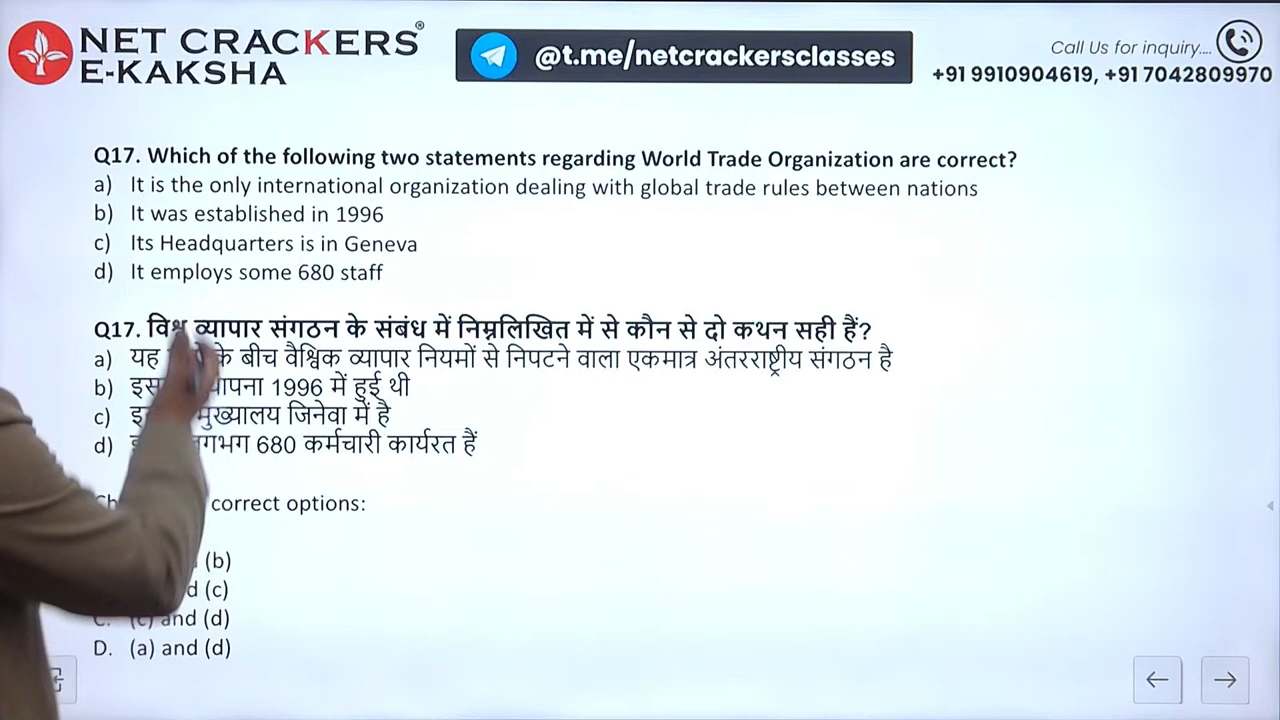 NET CRACKERS®
E-KAKSHA
@t.me/netcrackersclasses
Call Us for inquiry....
+91 9910904619, +91 7042809970
Q17. Which of the following two statements regarding World Trade Organization are correct?
a) It is the only international organization dealing with global trade rules between nations
b) It was established in 1996
c) Its Headquarters is in Geneva
d) It employs some 680 staff
Q17. विश्व व्यापार संगठन के संबंध में निम्नलिखित में से कौन से दो कथन सही हैं?
a) यह के बीच वैश्विक व्यापार नियमों से निपटने वाला एकमात्र अंतरराष्ट्रीय संगठन है
b) 1996 में हुई थी
c) मुख्यालय जिनेवा में है
d) 680 कर्मचारी कार्यरत हैं
correct options:
(b)
(c)
C. (c) and (d)
D. (a) and (d)